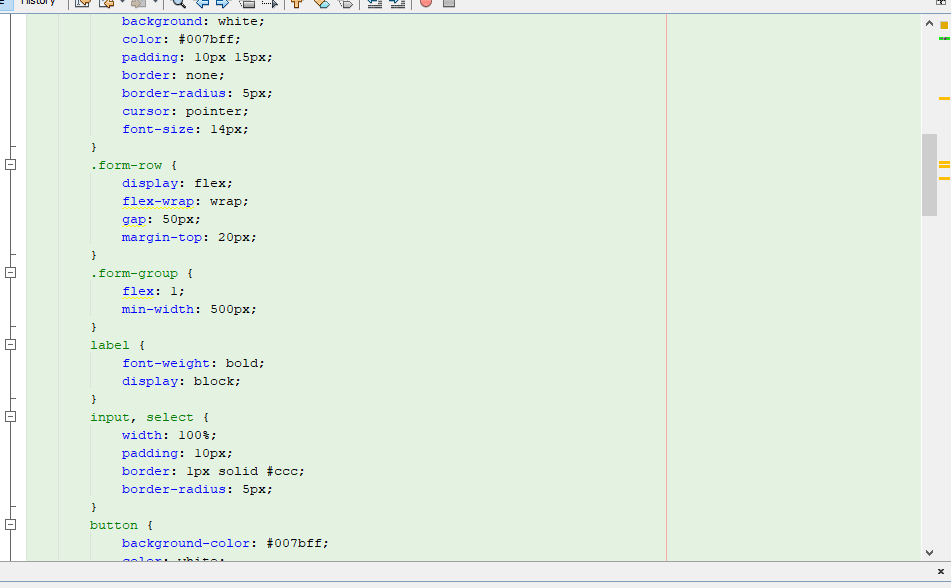 History
background: white;
color: #007bff;
padding: 10px 15px;
border: none;
border-radius: 5px;
cursor: pointer;
font-size: 14px;
}
.form-row {
display: flex;
flex-wrap: wrap;
gap: 50px;
margin-top: 20px;
}
.form-group {
flex: 1;
min-width: 500px;
}
label {
font-weight: bold;
display: block;
}
input, select {
width: 100%;
padding: 10px;
border: 1px solid #ccc;
border-radius: 5px;
}
button {
background-color: #007bff;
color: white;